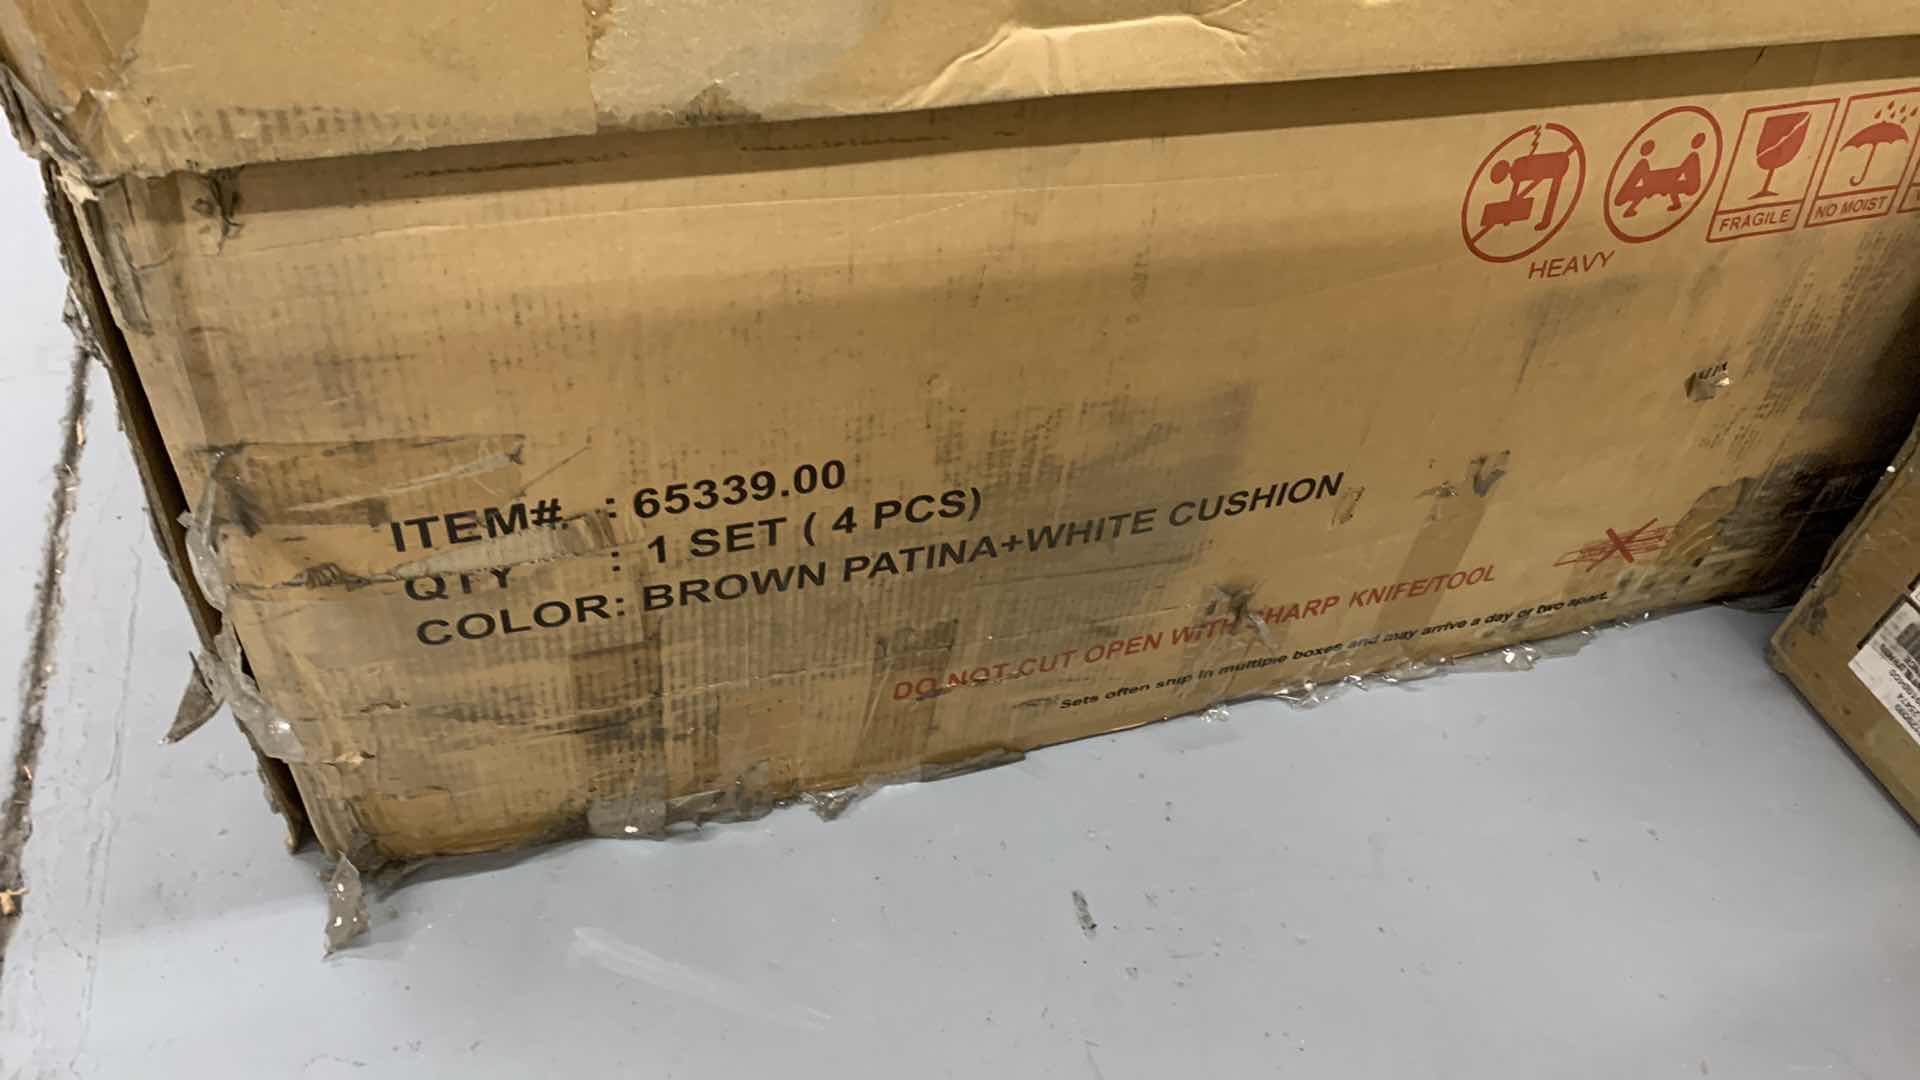 FRAGILE
NO MOIST
HEAVY
ITEM# : 65339.00
QTY : 1 SET ( 4 PCS)
COLOR: BROWN PATINA+WHITE CUSHION
DO NOT CUT OPEN WITH SHARP KNIFE/TOOL
Sets often ship in multiple boxes and may arrive a day or two apart.